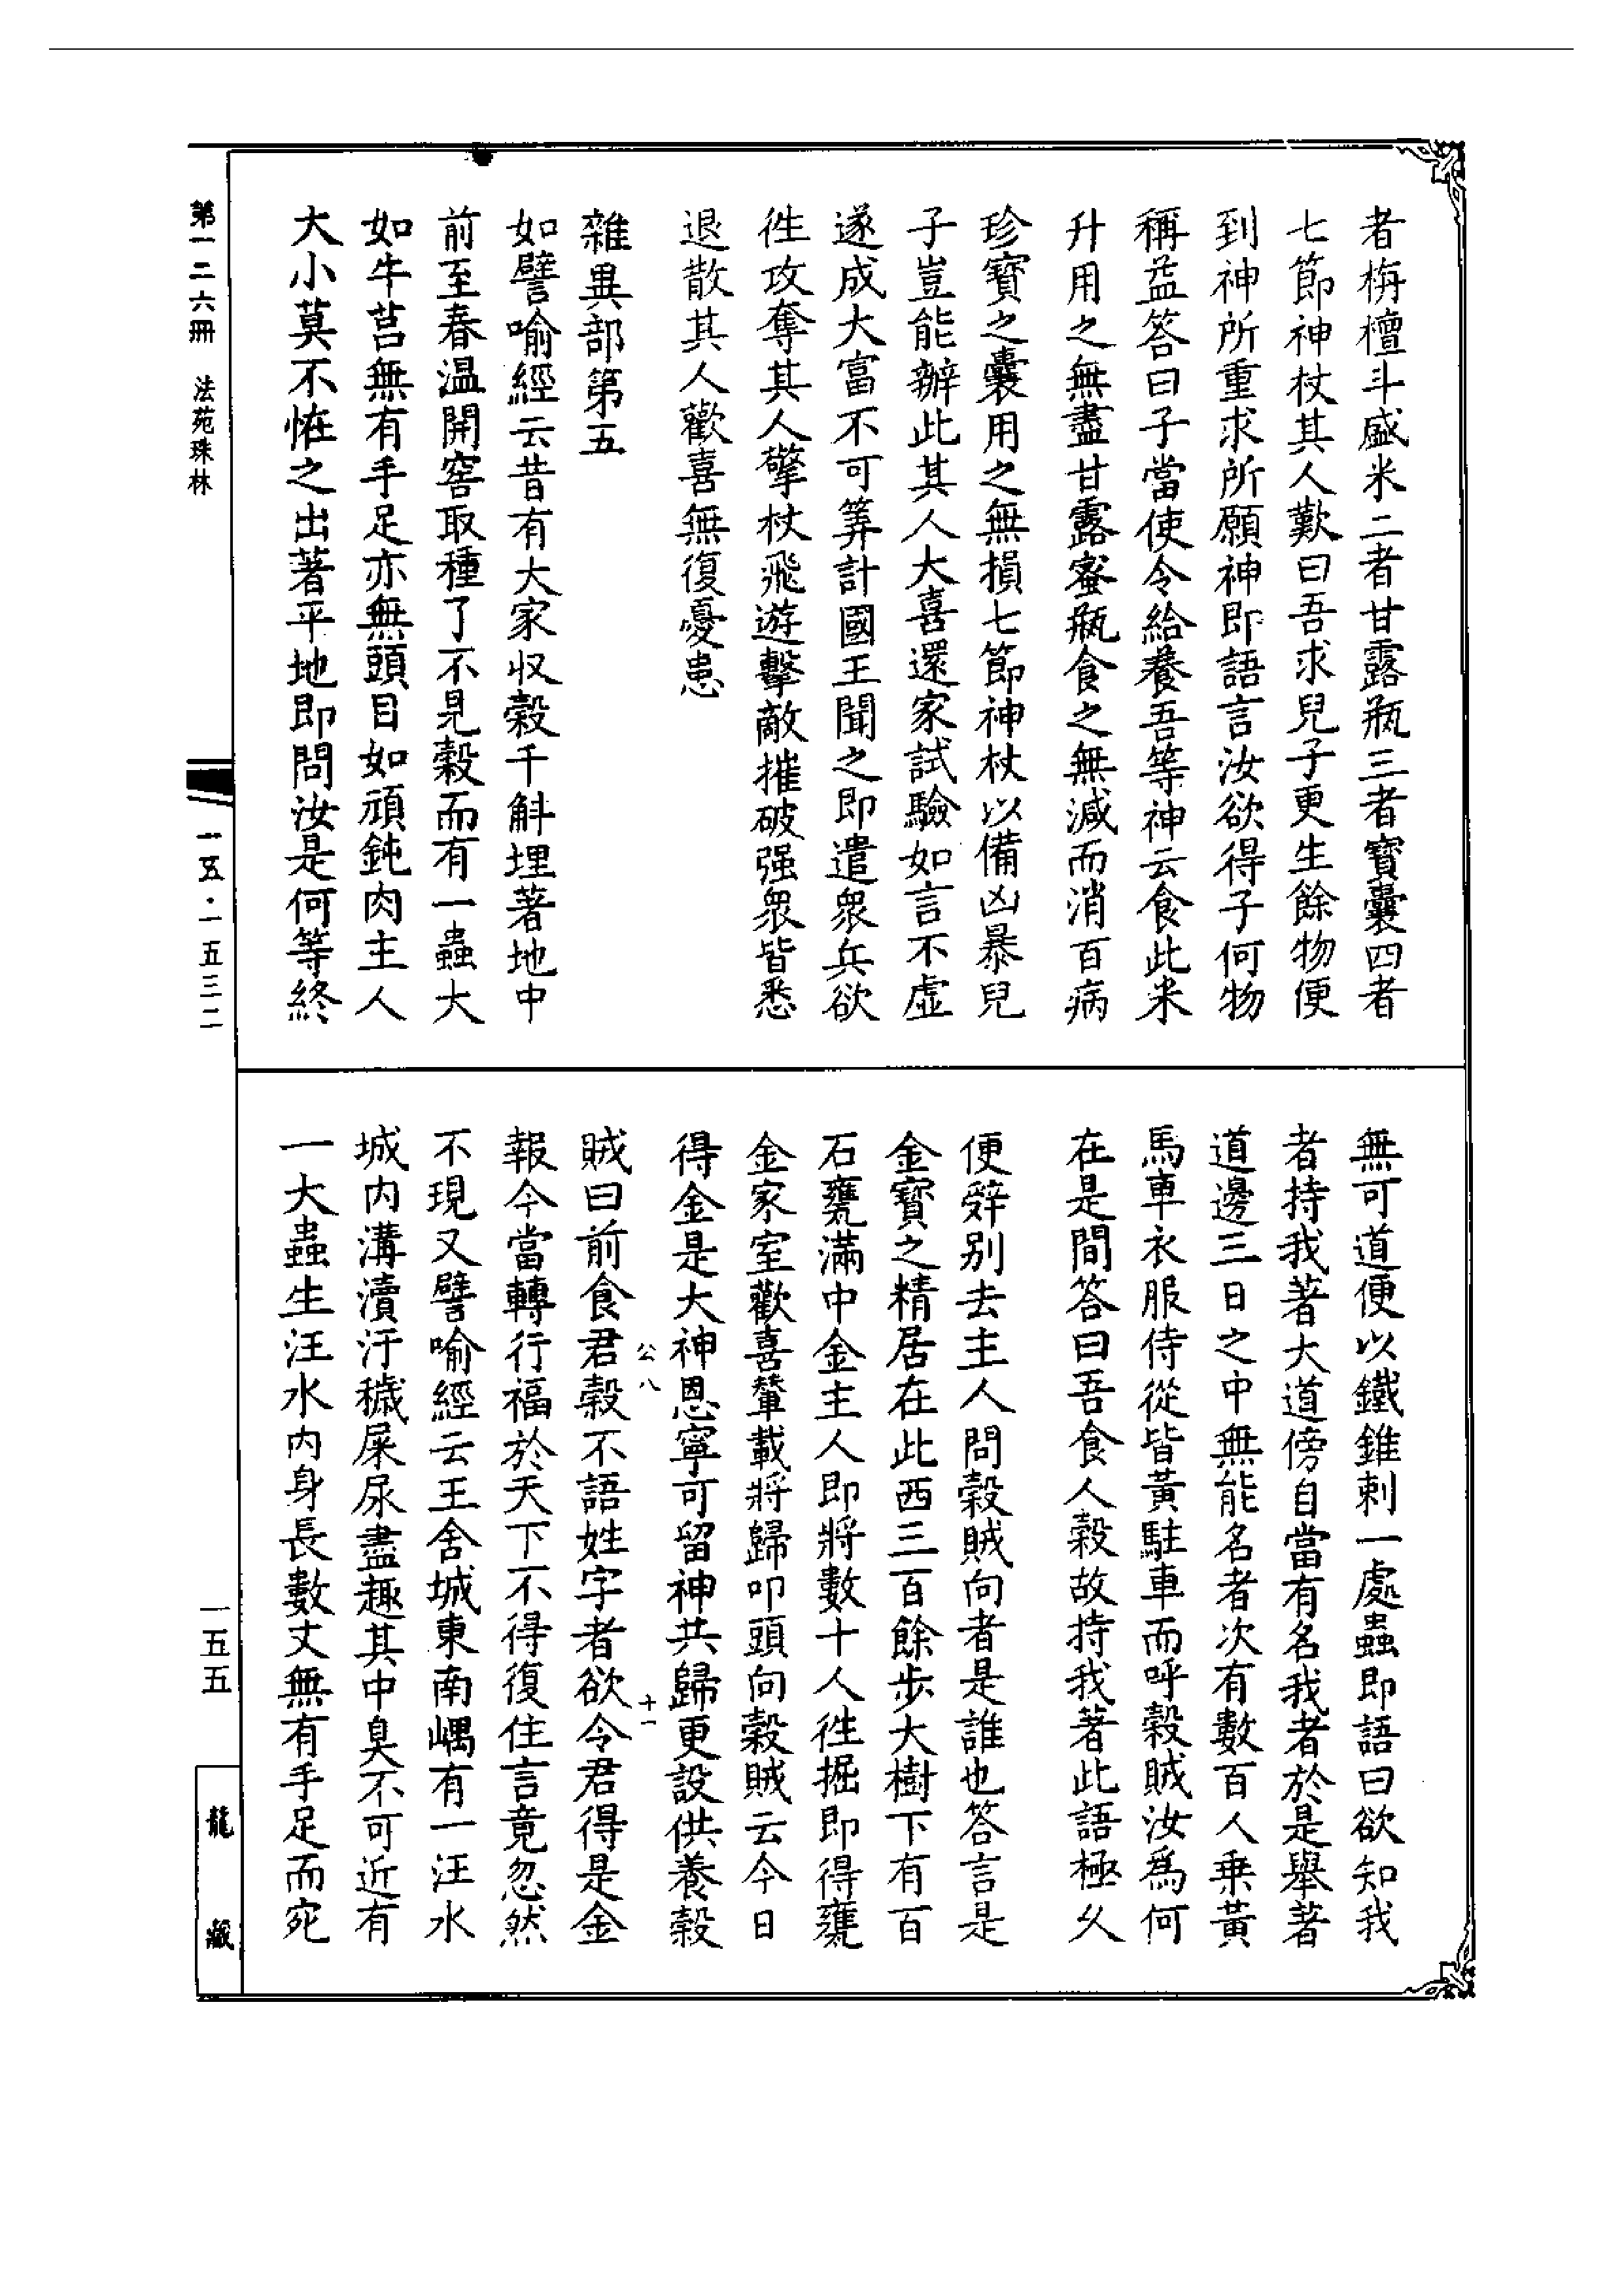 者栴檀斗盛米二者甘露瓶三者寶囊四者
七節神杖其人歎曰吾求兒子更生餘物便
到神所重求所願神即語言汝欲得子何物
稱益答曰子當使令給養吾等神云食此米
升用之無盡甘露蜜瓶食之無減而消百病
珍寶之囊用之無損七節神杖以備凶暴兒
子豈能辦此其人大喜還家試驗如言不虛
遂成大富不可筭計國王聞之即遣眾兵欲
徃攻奪其人擎杖飛遊擊敵摧破强眾皆悉
退散其人歡喜無復憂患
雜異部第五
如譬喻經云昔有大家収穀千斛埋著地中
前至春温開窖取種了不見穀而有一蟲大
如牛莒無有手足亦無頭目如頑鈍肉主人
大小莫不恠之出著平地即問汝是何等終
無可道便以鐵錐刺一處蟲即語曰欲知我
者持我著大道傍自當有名我者於是舉著
道邊三日之中無能名者次有數百人乗黃
馬車衣服侍從皆黃駐車而呼穀賊汝為何
在是間答曰吾食人穀故持我著此語極乆
便辤别去主人問穀賊向者是誰也答言是
金寶之精居在此西三百餘步大樹下有百
石甕滿中金主人即將數十人徃掘即得甕
金家室歡喜輦載將歸叩頭向穀賊云今日
得金是大神恩寧可留神共歸更設供養穀
賊曰前食君穀不語姓字者欲令君得是金
報今當轉行福於天下不得復住言竟忽然
不現又譬喻經云王舍城東南嵎有一汪水
城内溝瀆汙穢屎尿盡趣其中臭不可近有
一大蟲生汪水内身長數丈無有手足而宛
公八
十一
第一二六冊 法苑珠林
一五·一五三二
一五五
龍藏